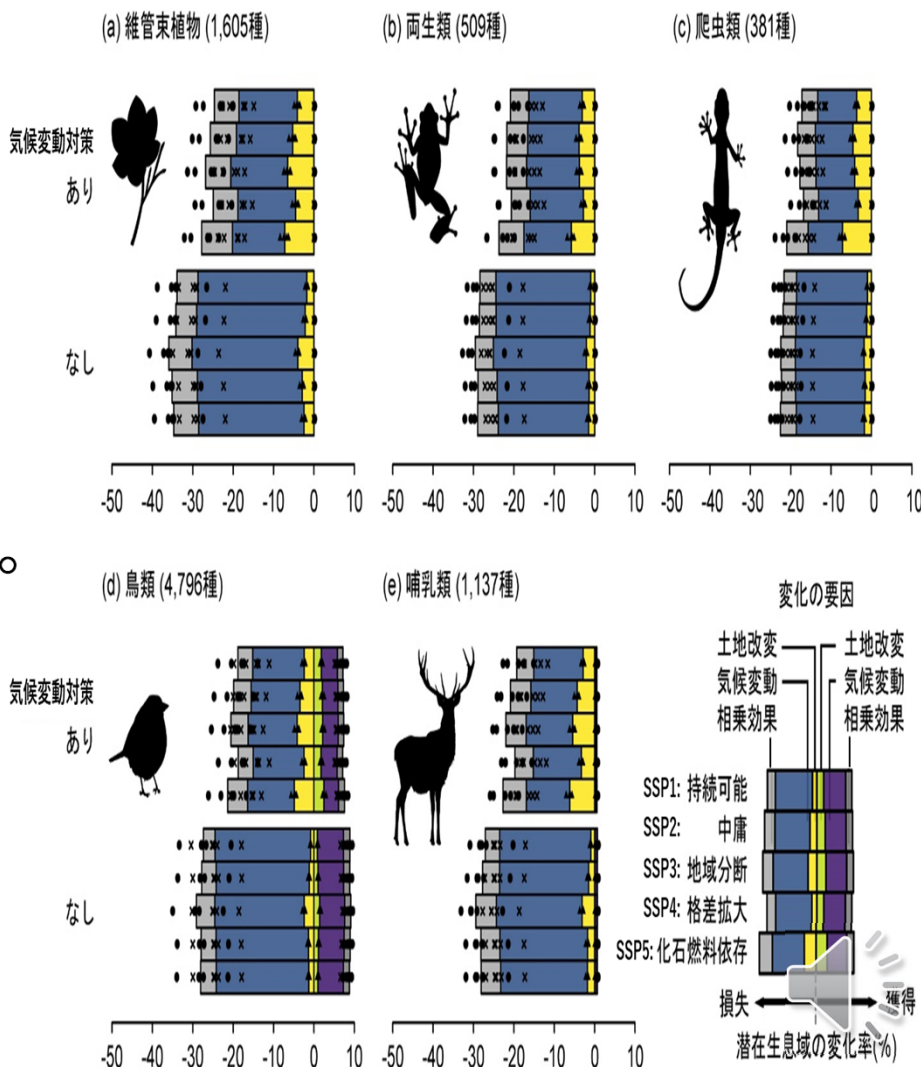 (a) 維管束植物 (1,605種)
(b) 両生類 (509種)
(c) 爬虫類 (381種)
気候変動対策
あり
なし
-50 -40 -30 -20 -10 0 10
-50 -40 -30 -20 -10 0 10
-50 -40 -30 -20 -10 0 10
。
(d) 鳥類 (4,796種)
(e) 哺乳類 (1,137種)
気候変動対策
あり
なし
-50 -40 -30 -20 -10 0 10
-50 -40 -30 -20 -10 0 10
変化の要因
土地改変 土地改変
気候変動 気候変動
相乗効果 相乗効果
SSP1: 持続可能
SSP2: 中庸
SSP3: 地域分断
SSP4: 格差拡大
SSP5: 化石燃料依存
損失 獲得
潜在生息域の変化率(%)